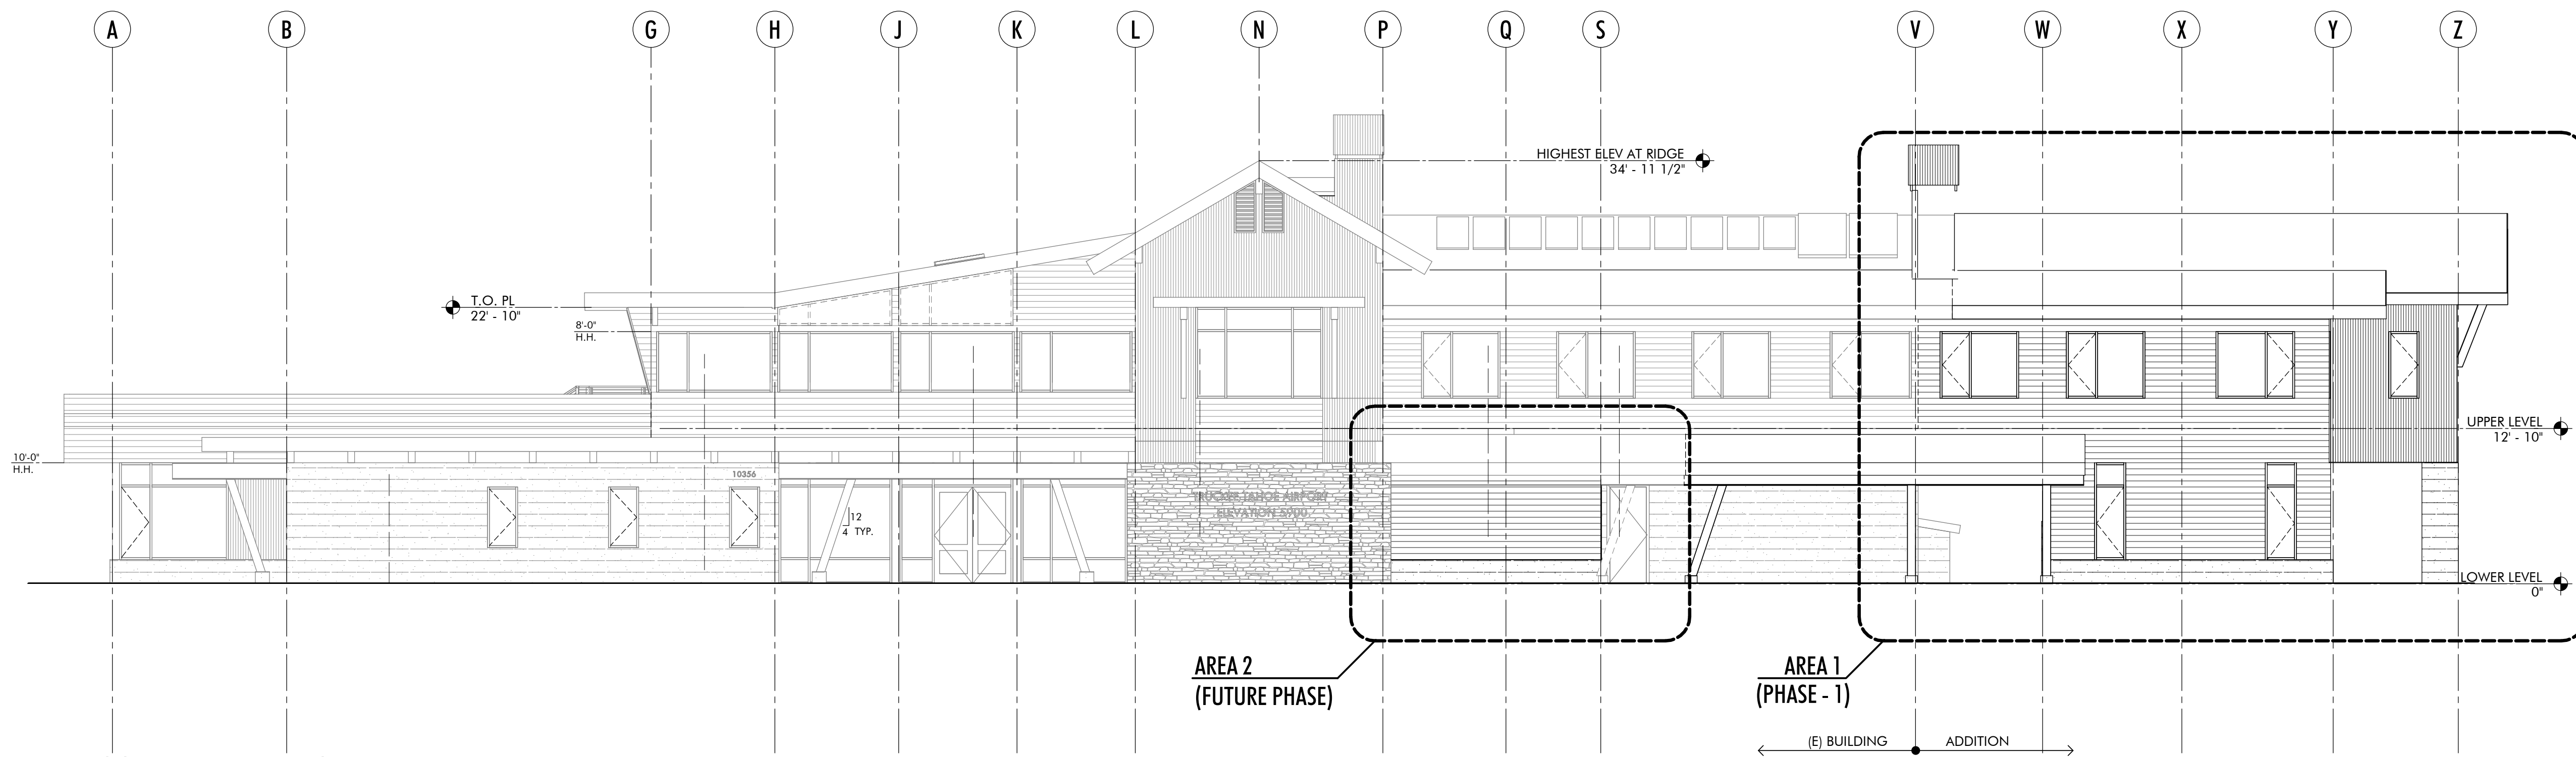 A B G H J K L N P Q S V W X Y Z
HIGHEST ELEV AT RIDGE
34' - 11 1/2"
T.O. PL
22' - 10"
8'-0"
H.H.
UPPER LEVEL
12' - 10"
10'-0"
H.H.
10356
TRUCKEE TAHOE AIRPORT
ELEVATION 5900
12
4 TYP.
LOWER LEVEL
0"
AREA 2
(FUTURE PHASE)
AREA 1
(PHASE - 1)
(E) BUILDING ADDITION